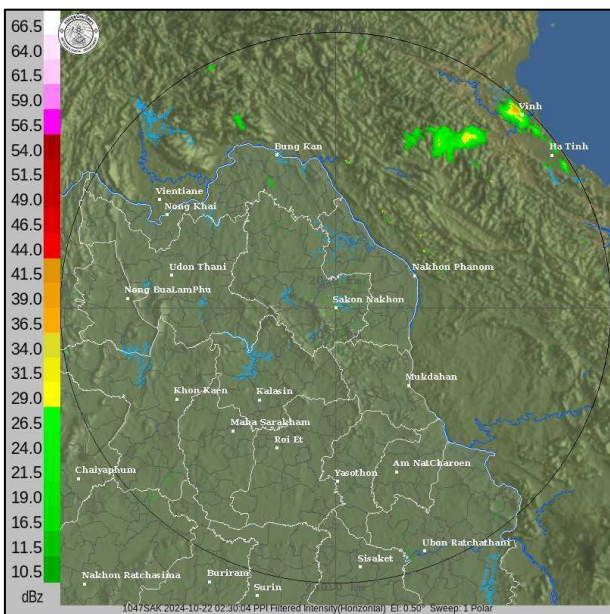 66.5
64.0
61.5
59.0
56.5
54.0
51.5
49.0
46.5
44.0
41.5
39.0
36.5
34.0
31.5
29.0
26.5
24.0
21.5
19.0
16.5
13.0
11.5
10.5
dBz
Vinh
Ha Tinh
Bung Kan
Vientiane
Nong Khai
Udon Thani
Nakhon Phanom
Nong BuaLamPhu
Sakon Nakhon
Mukdahan
Khon Kaen
Kalasin
Maha Sarakham
Roi Et
Chaiyaphum
Yasothon
Am NatCharoen
Ubon Ratchathani
Sisaket
Nakhon Ratchasima
Buriram
Surin
1047SAK 2024-10-22 02:30:04 PPI Filtered Intensity(Horizontal) El: 0.50° Sweep: 1 Polar